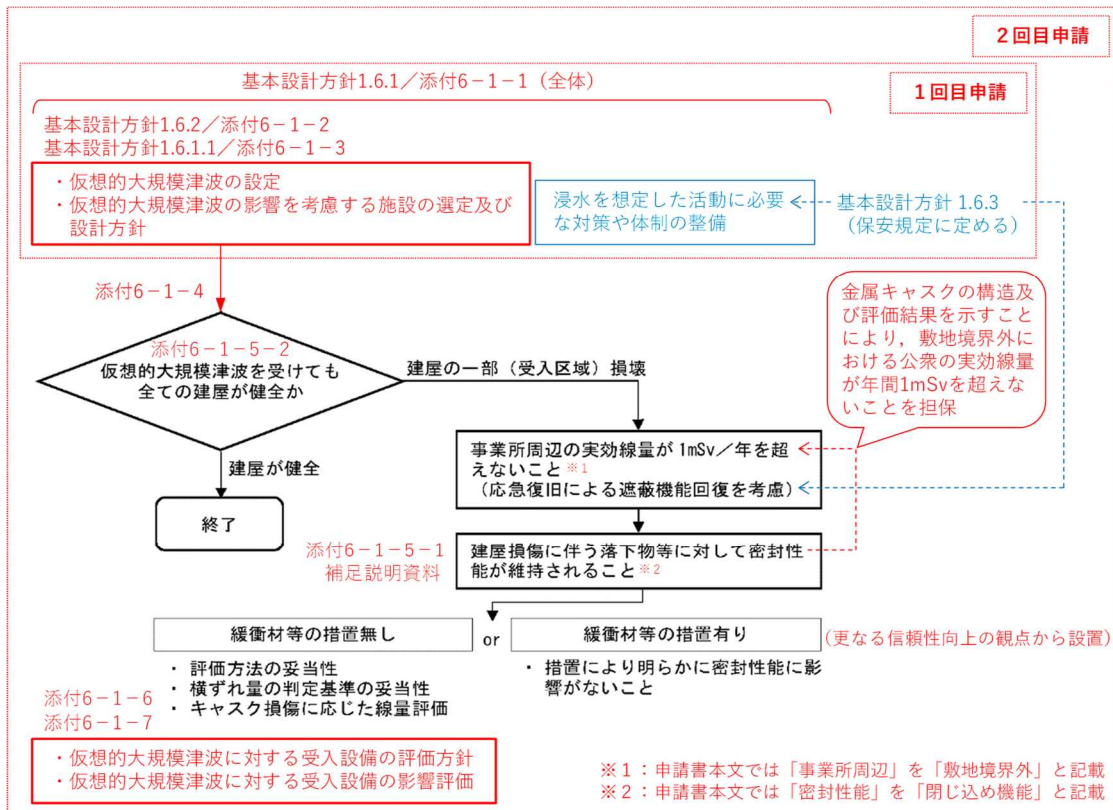 2回目申請
1回目申請
基本設計方針1.6.1/添付6-1-1(全体)
基本設計方針1.6.2/添付6-1-2
基本設計方針1.6.1.1/添付6-1-3
・仮想的大規模津波の設定
・仮想的大規模津波の影響を考慮する施設の選定及び
設計方針
浸水を想定した活動に必要
な対策や体制の整備
基本設計方針 1.6.3
(保安規定に定める)
添付6-1-4
添付6-1-5-2
仮想的大規模津波を受けても
全ての建屋が健全か
建屋の一部(受入区域)損壊
金属キャスクの構造及
び評価結果を示すこと
により,敷地境界外に
おける公衆の実効線量
が年間1mSvを超えな
いことを担保
建屋が健全
終了
事業所周辺の実効線量が 1mSv/年を超
えないこと※1
(応急復旧による遮蔽機能回復を考慮)
添付6-1-5-1
補足説明資料
建屋損傷に伴う落下物等に対して密封性
能が維持されること※2
緩衝材等の措置無し
or
緩衝材等の措置有り
(更なる信頼性向上の観点から設置)
・ 評価方法の妥当性
・ 横ずれ量の判定基準の妥当性
・ キャスク損傷に応じた線量評価
・ 措置により明らかに密封性能に影
響がないこと
添付6-1-6
添付6-1-7
・仮想的大規模津波に対する受入設備の評価方針
・仮想的大規模津波に対する受入設備の影響評価
※1:申請書本文では「事業所周辺」を「敷地境界外」と記載
※2:申請書本文では「密封性能」を「閉じ込め機能」と記載